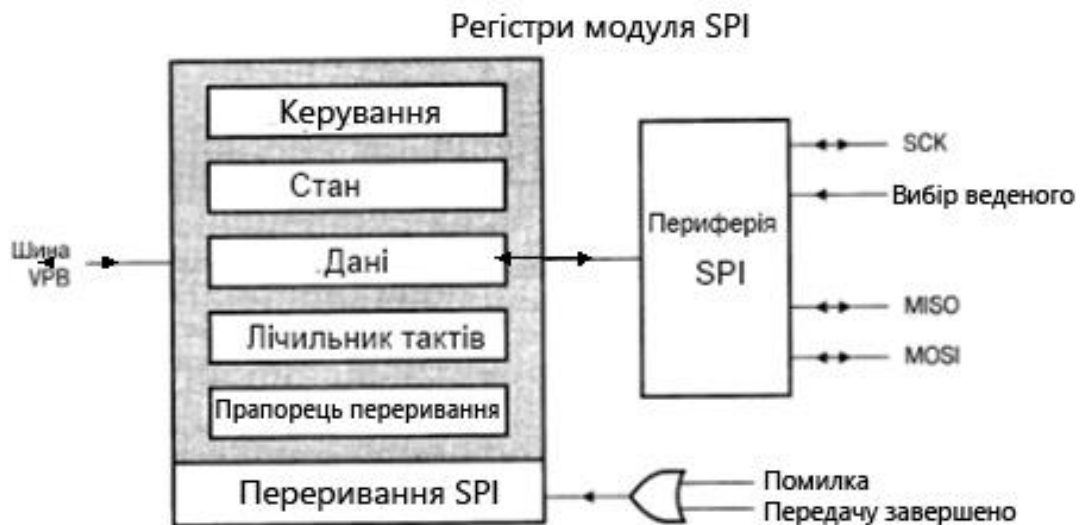 Регістри модуля SPI
Керування
Стан
Дані
Лічильник тактів
Прапорець переривання
Переривання SPI
Шина
VPB
Периферія
SPI
SCK
Вибір веденого
MISO
MOSI
Помилка
Передачу завершено